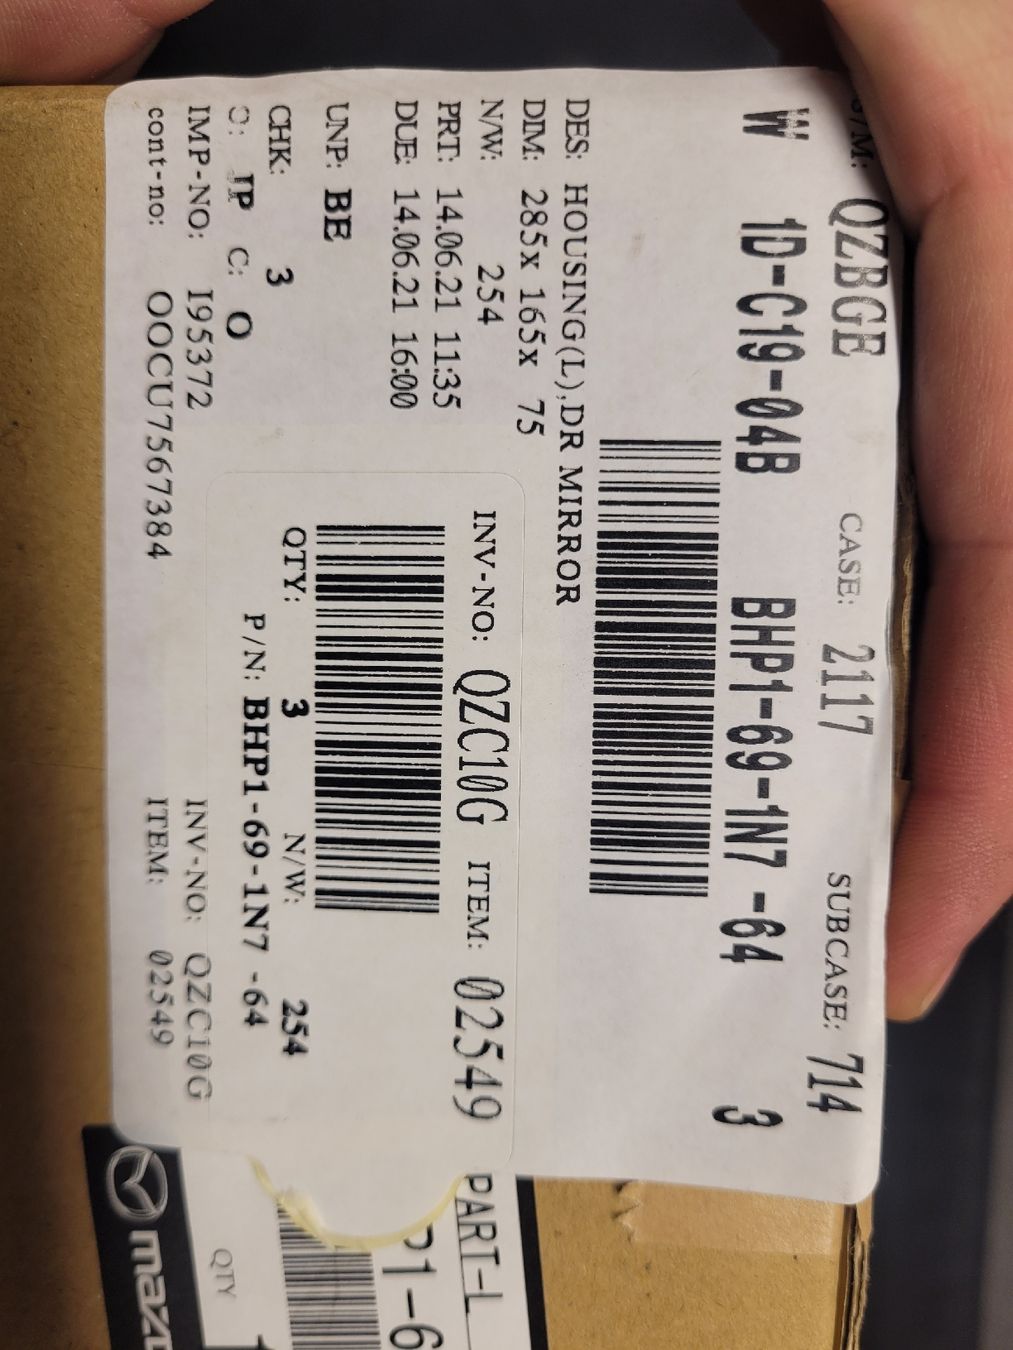 QZBGE CASE: 2117 SUBCASE: 714
W 1D-C19-04B BHP1-69-1N7 -64 3
DES: HOUSING(L),DR MIRROR
DIM: 285x 165x 75
N/W: 254
PRT: 14.06.21 11:35
DUE: 14.06.21 16:00
UNP: BE
CHK: 3
O: JP C: O
IMP-NO: I95372
cont-no: OOCU7567384
INV-NO: QZC10G ITEM: 02549
QTY: 3 N/W: 254
P/N: BHP1-69-1N7 -64
INV-NO: QZC10G
ITEM: 02549
PART-L
P1-6
QTY
mazd